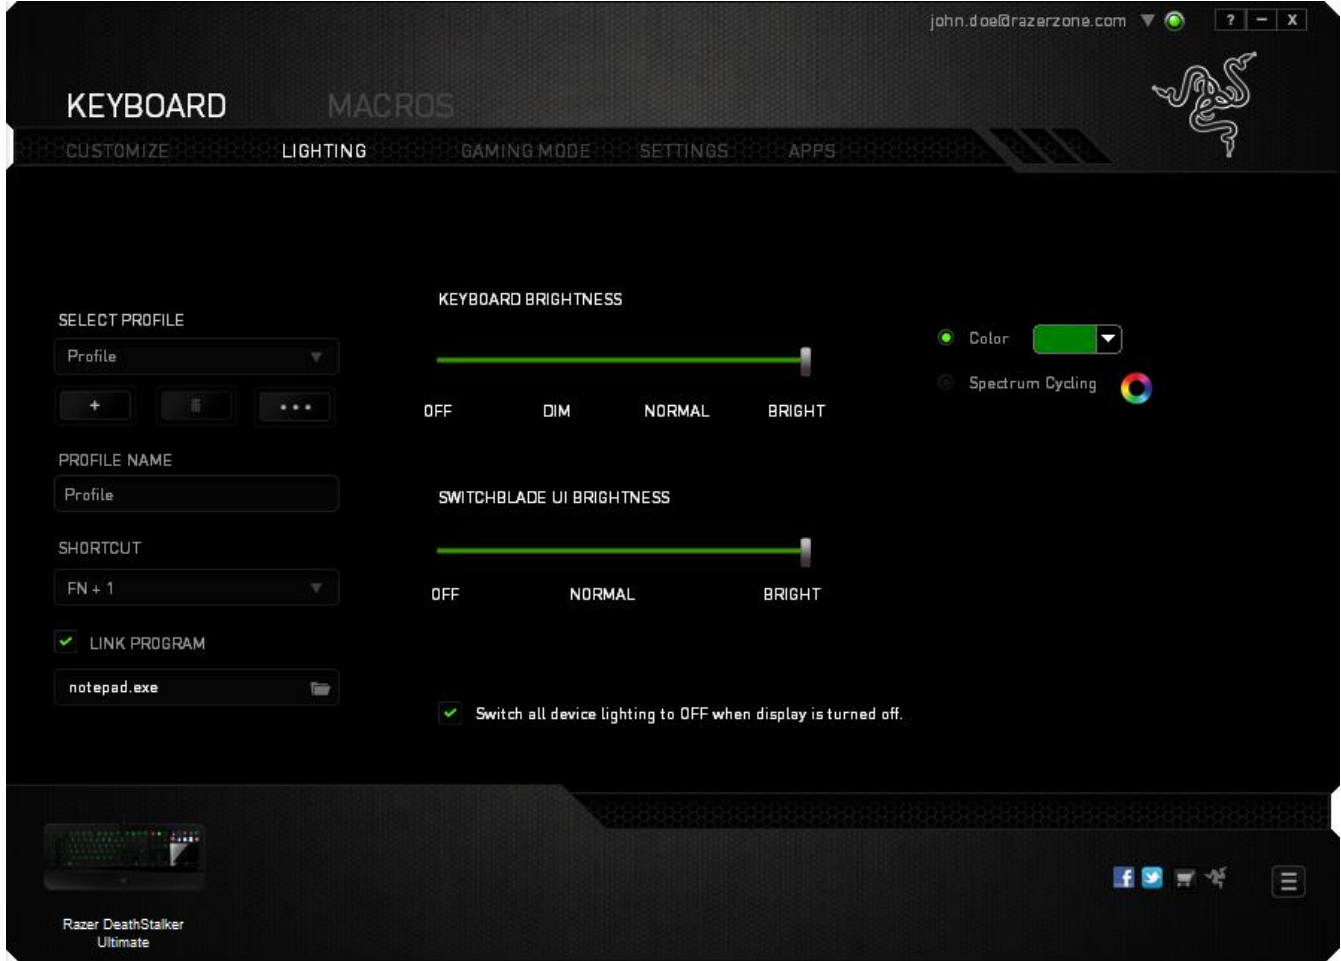 john.doe@razerzone.com
? – X
KEYBOARD MACROS
CUSTOMIZE LIGHTING GAMING MODE SETTINGS APPS
SELECT PROFILE
Profile
+ ...
PROFILE NAME
Profile
SHORTCUT
FN + 1
LINK PROGRAM
notepad.exe
KEYBOARD BRIGHTNESS
OFF DIM NORMAL BRIGHT
SWITCHBLADE UI BRIGHTNESS
OFF NORMAL BRIGHT
Switch all device lighting to OFF when display is turned off.
Color
Spectrum Cycling
Razer DeathStalker
Ultimate
f